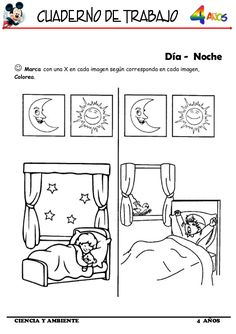 CUADERNO DE TRABAJO 4 AÑOS
Día - Noche
Marca con una X en cada imagen según corresponda en cada imagen,
Colorea.
CIENCIA Y AMBIENTE 4 AÑOS